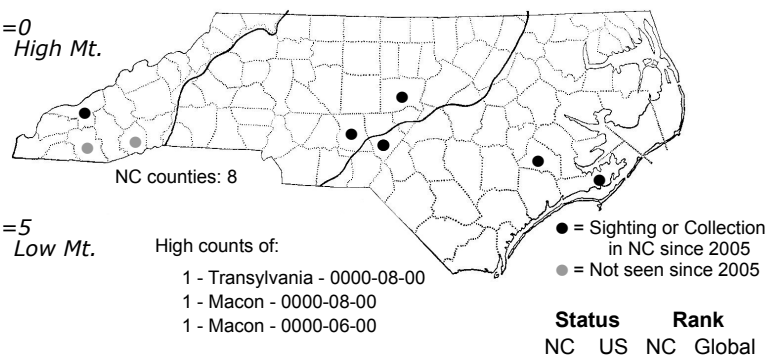 =0
High Mt.
NC counties: 8
=5
Low Mt.
High counts of:
1 - Transylvania - 0000-08-00
1 - Macon - 0000-08-00
1 - Macon - 0000-06-00
● = Sighting or Collection
in NC since 2005
● = Not seen since 2005
Status Rank
NC US NC Global